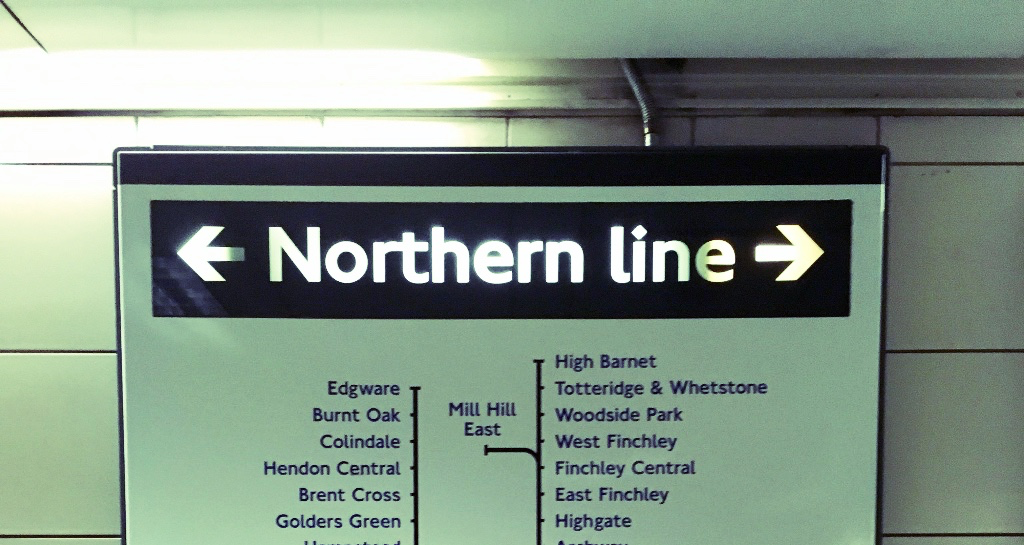 Northern line
Edgware
Burnt Oak
Colindale
Hendon Central
Brent Cross
Golders Green
Mill Hill
East
High Barnet
Totteridge & Whetstone
Woodside Park
West Finchley
Finchley Central
East Finchley
Highgate